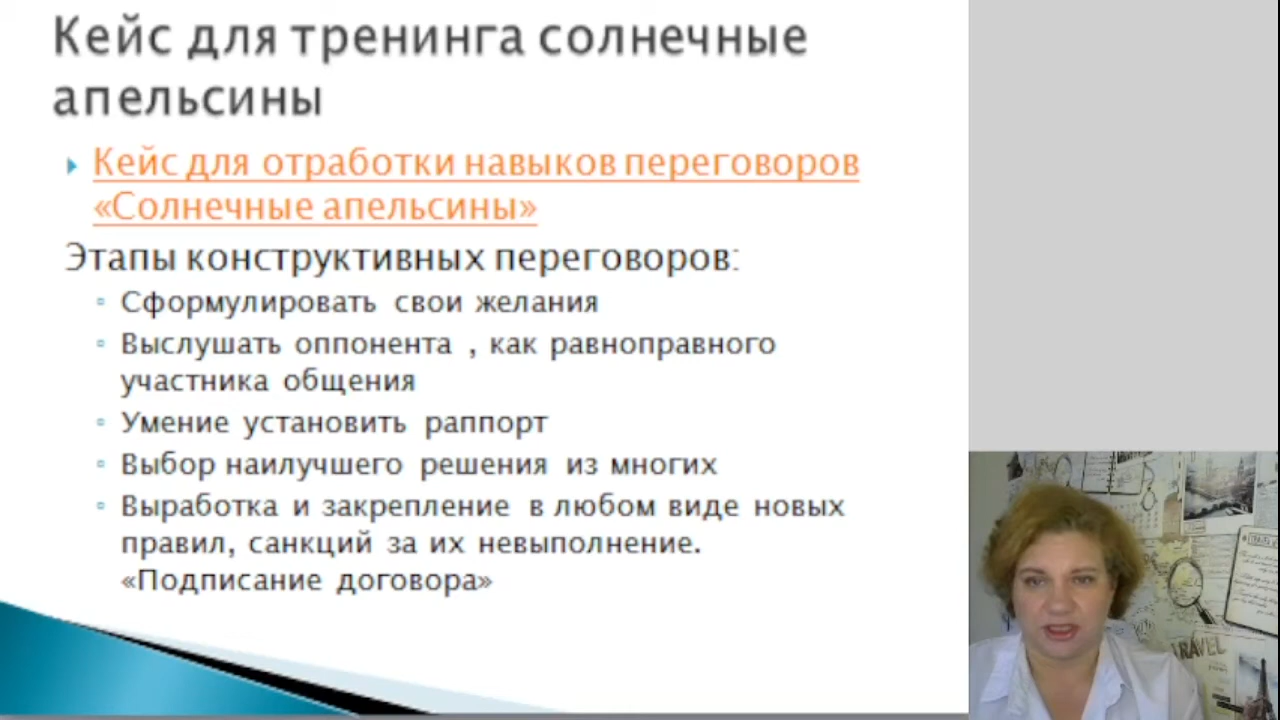 Кейс для тренинга солнечные
апельсины
Кейс для отработки навыков переговоров
«Солнечные апельсины»
Этапы конструктивных переговоров:
Сформулировать свои желания
Выслушать оппонента , как равноправного
участника общения
Умение установить раппорт
Выбор наилучшего решения из многих
Выработка и закрепление в любом виде новых
правил, санкций за их невыполнение.
«Подписание договора»
TRAVEL